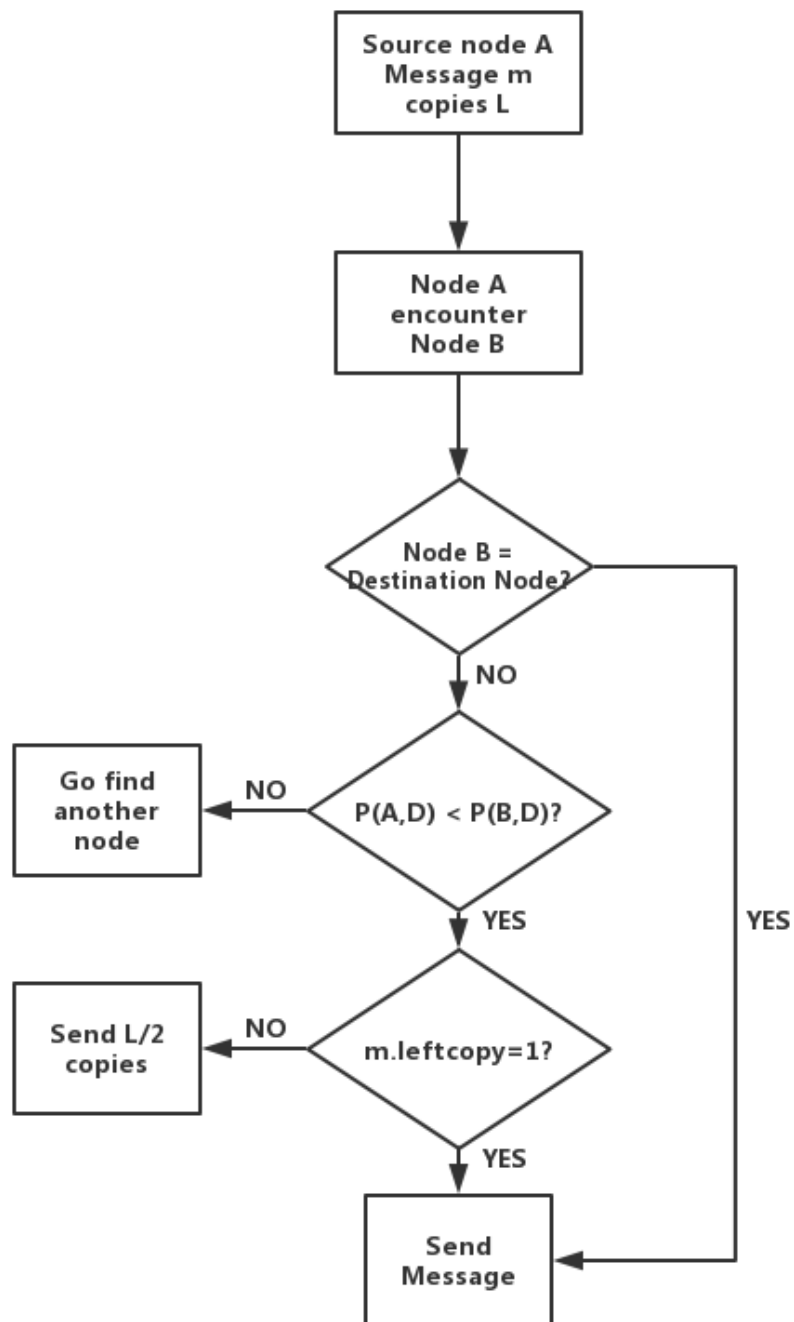 Source node A
Message m
copies L
Node A
encounter
Node B
Node B =
Destination Node?
NO
Go find
another
node
NO
P(A,D) < P(B,D)?
YES
YES
Send L/2
copies
NO
m.leftcopy=1?
YES
Send
Message